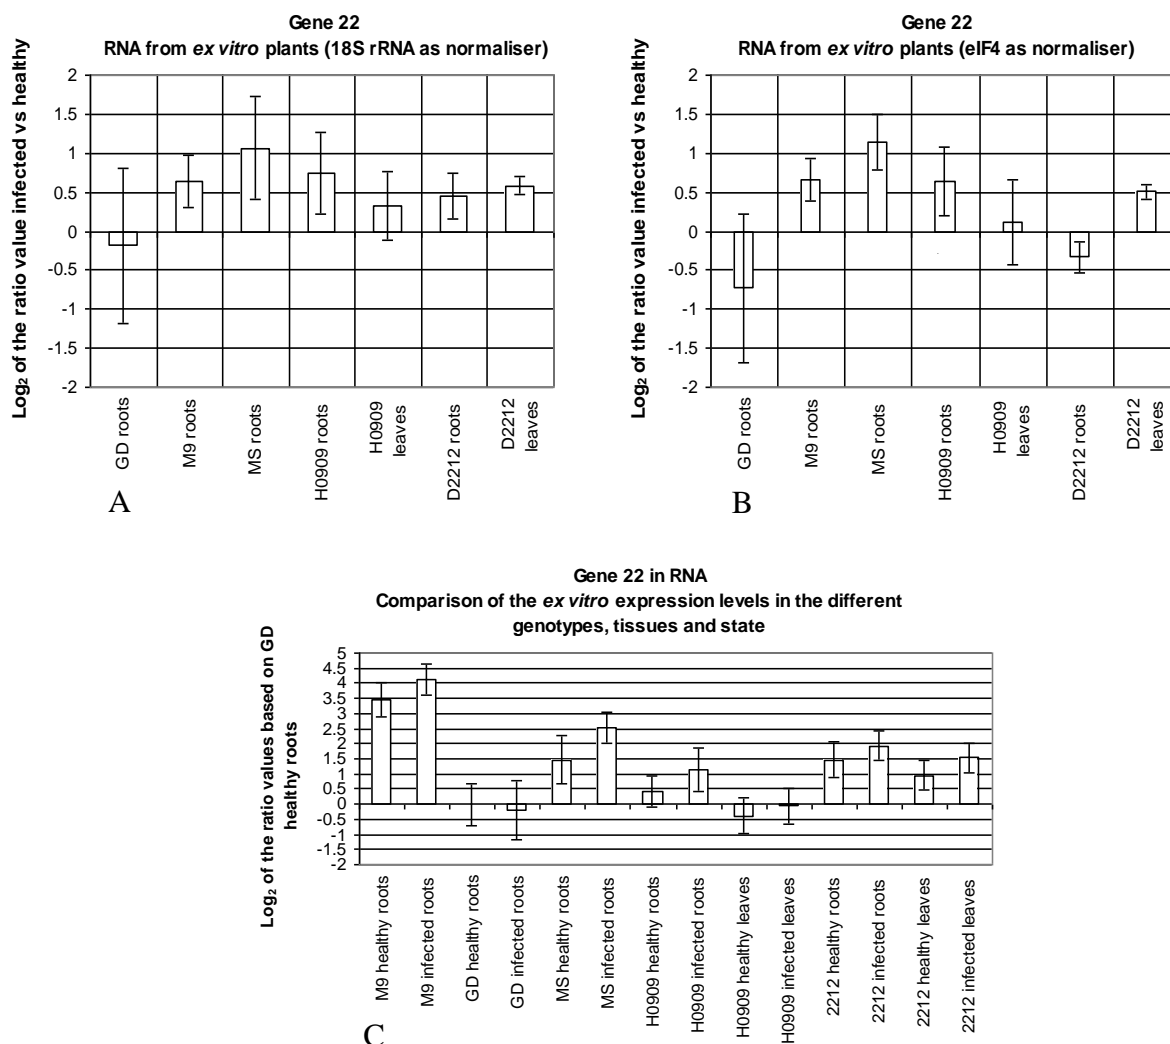 Gene 22
RNA from ex vitro plants (18S rRNA as normaliser)
Log2 of the ratio value infected vs healthy
2
1.5
1
0.5
0
-0.5
-1
-1.5
-2
GD roots
M9 roots
MS roots
H0909 roots
H0909
leaves
D2212 roots
D2212
leaves
A
Gene 22
RNA from ex vitro plants (eIF4 as normaliser)
Log2 of the ratio value infected vs healthy
2
1.5
1
0.5
0
-0.5
-1
-1.5
-2
GD roots
M9 roots
MS roots
H0909 roots
H0909
leaves
D2212 roots
D2212
leaves
B
Gene 22 in RNA
Comparison of the ex vitro expression levels in the different
genotypes, tissues and state
Log2 of the ratio values based on GD
healthy roots
5
4.5
4
3.5
3
2.5
2
1.5
1
0.5
0
-0.5
-1
-1.5
-2
M9 healthy roots
M9 infected roots
GD healthy roots
GD infected roots
MS healthy roots
MS infected roots
H0909 healthy roots
H0909 infected roots
H0909 healthy leaves
H0909 infected leaves
2212 healthy roots
2212 infected roots
2212 healthy leaves
2212 infected leaves
C